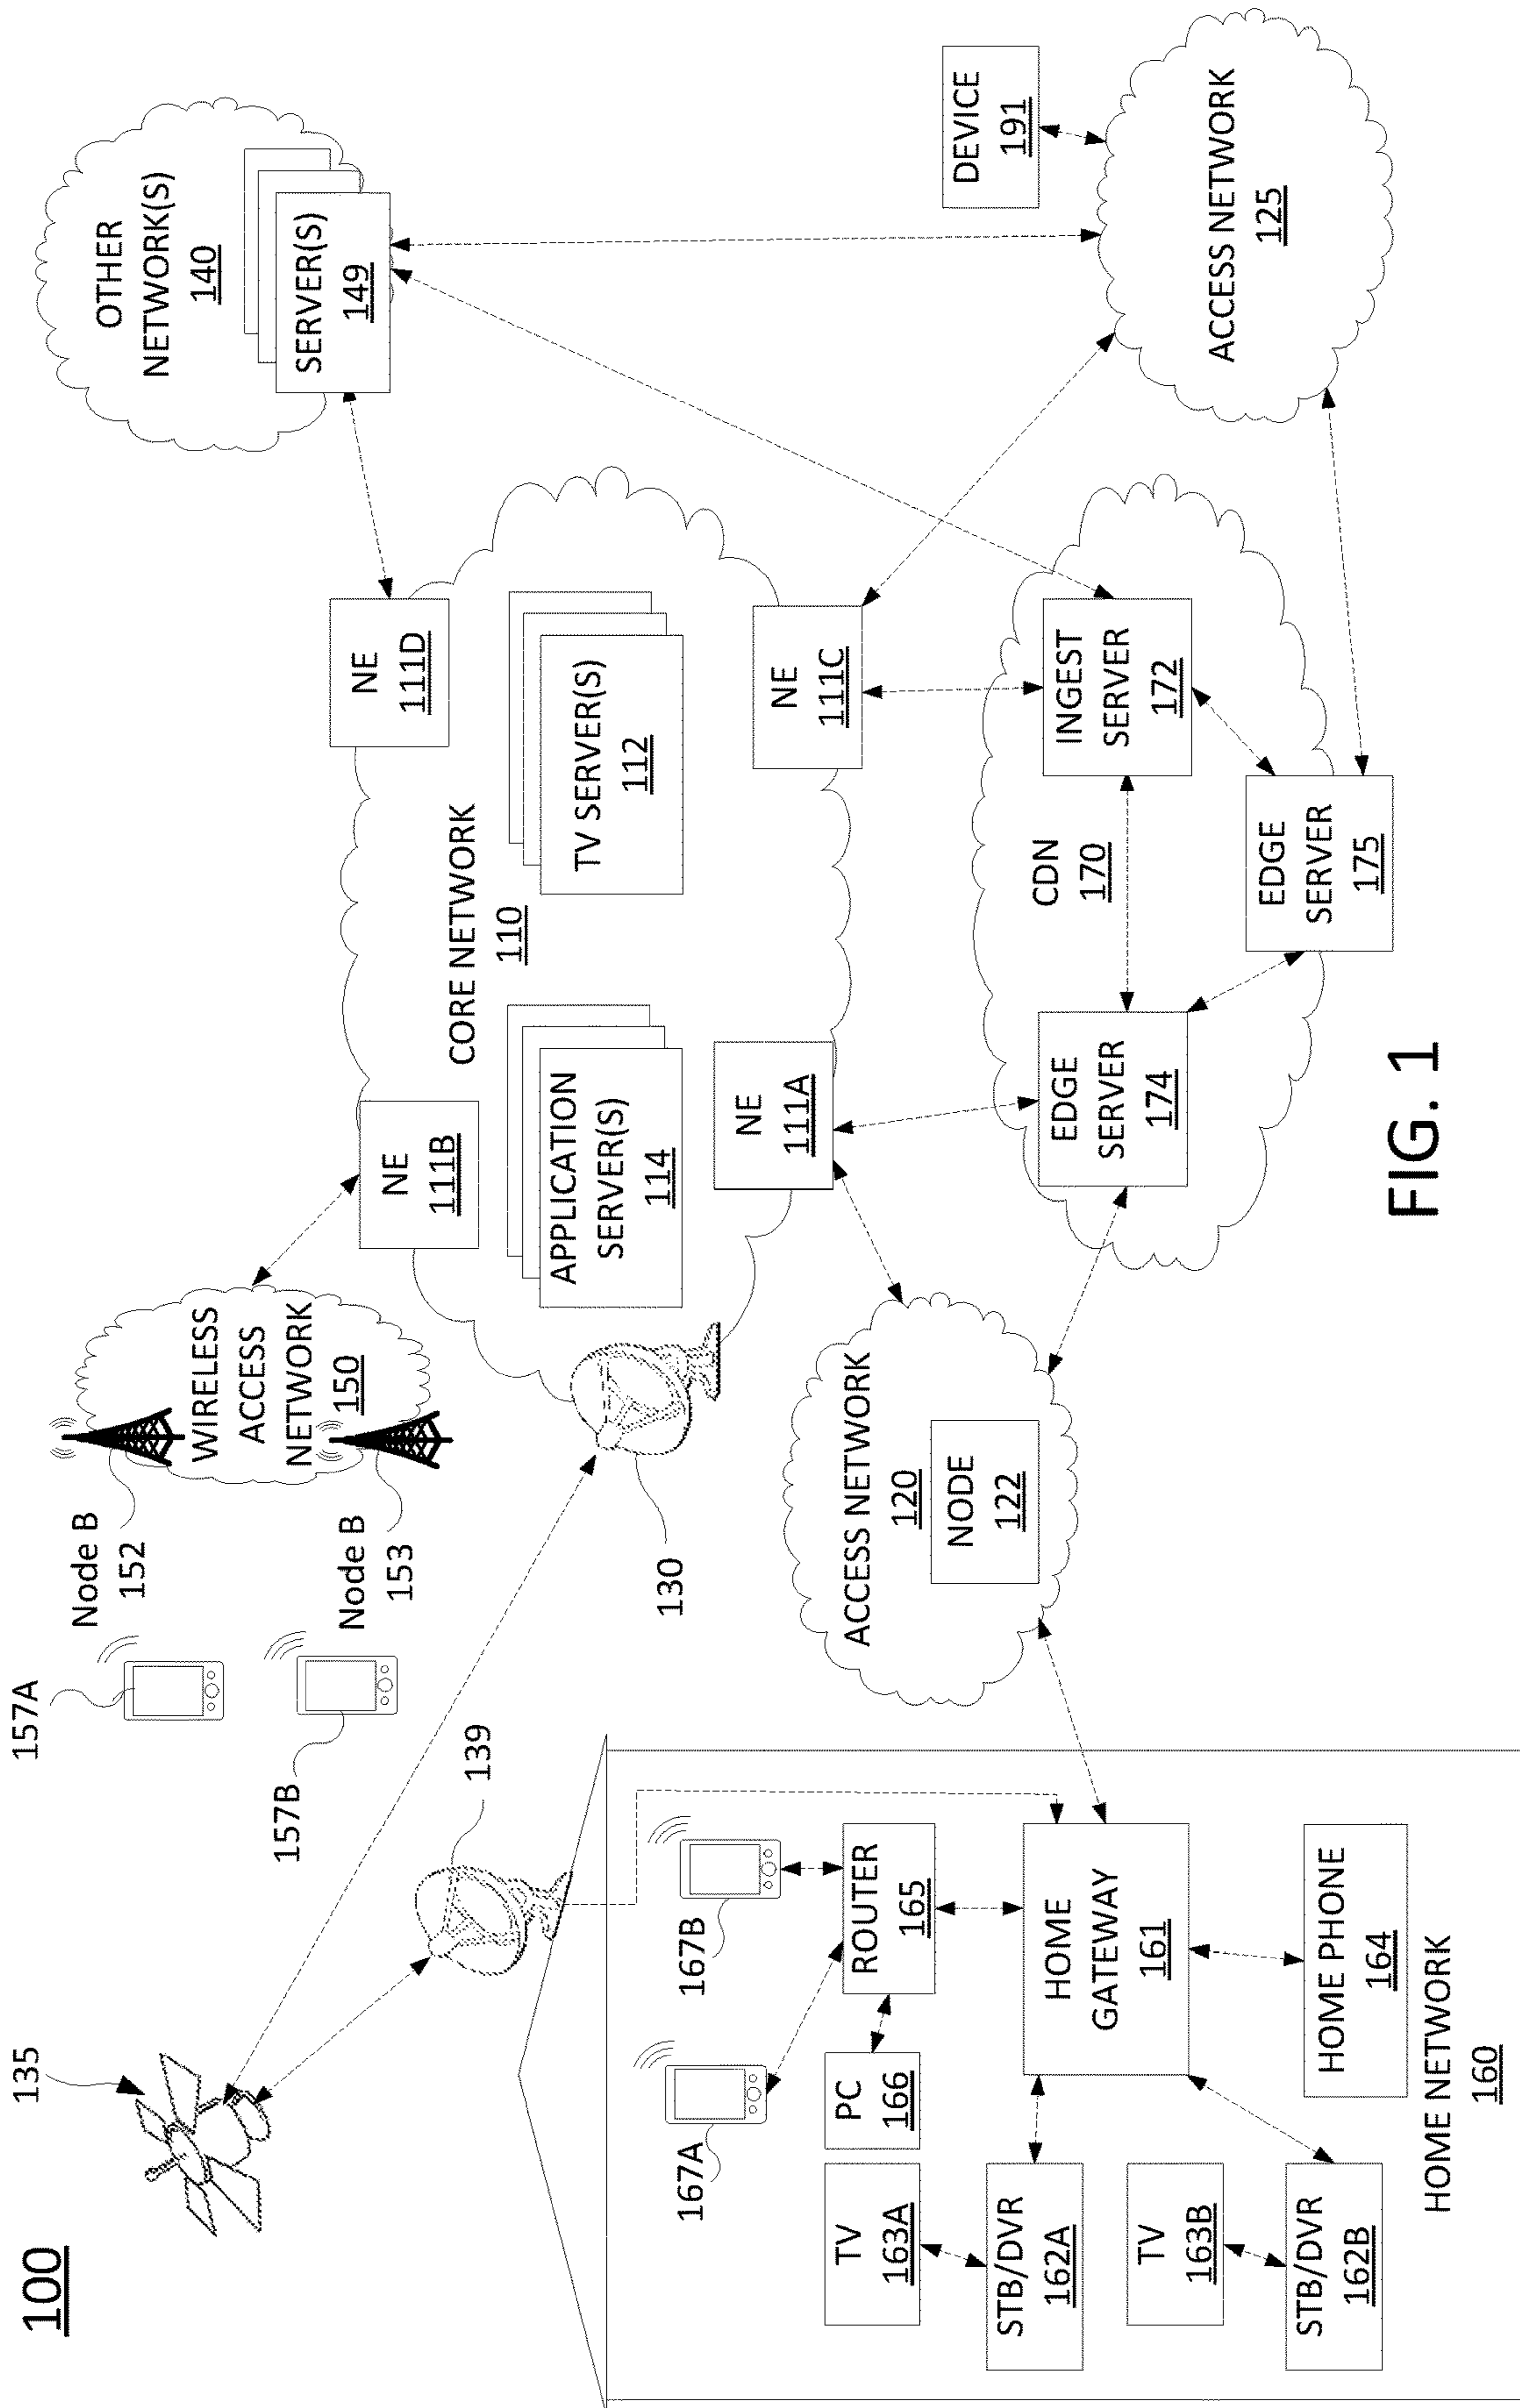 100
135
157A
157B
Node B
152
Node B
153
WIRELESS
ACCESS
NETWORK
150
NE
111B
NE
111D
OTHER
NETWORK(S)
140
SERVER(S)
149
139
130
CORE NETWORK
110
APPLICATION
SERVER(S)
114
TV SERVER(S)
112
NE
111A
NE
111C
DEVICE
191
ACCESS NETWORK
125
ACCESS NETWORK
120
NODE
122
CDN
170
EDGE
SERVER
174
INGEST
SERVER
172
EDGE
SERVER
175
167A
167B
ROUTER
165
PC
166
TV
163A
STB/DVR
162A
HOME
GATEWAY
161
TV
163B
STB/DVR
162B
HOME PHONE
164
HOME NETWORK
160
FIG. 1